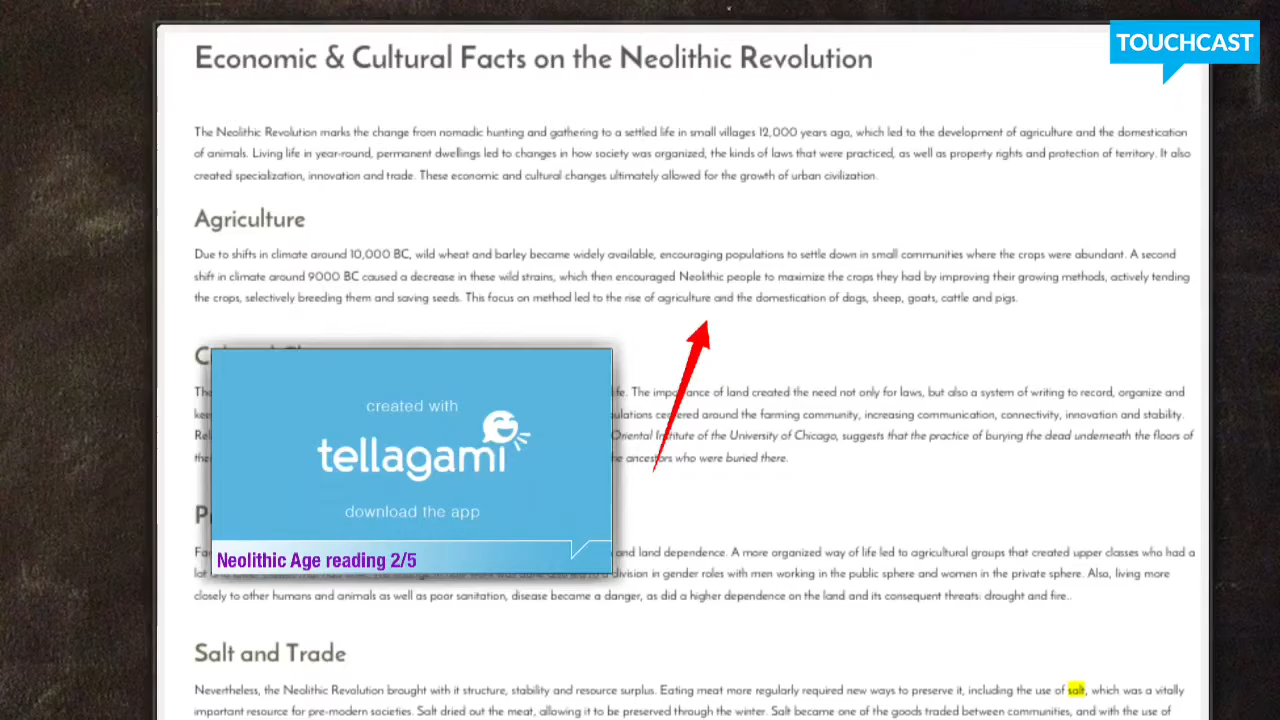 TOUCHCAST
Economic & Cultural Facts on the Neolithic Revolution
The Neolithic Revolution marks the change from nomadic hunting and gathering to a settled life in small villages 12,000 years ago, which led to the development of agriculture and the domestication
of animals. Living life in year-round, permanent dwellings led to changes in how society was organized, the kinds of laws that were practiced, as well as property rights and protection of territory. It also
created specialization, innovation and trade. These economic and cultural changes ultimately allowed for the growth of urban civilization.
Agriculture
Due to shifts in climate around 10,000 BC, wild wheat and barley became widely available, encouraging populations to settle down in small communities where the crops were abundant. A second
shift in climate around 9000 BC caused a decrease in these wild strains, which then encouraged Neolithic people to maximize the crops they had by improving their growing methods, actively tending
the crops, selectively breeding them and saving seeds. This focus on method led to the rise of agriculture and the domestication of dogs, sheep, goats, cattle and pigs.
The importance of land created the need not only for laws, but also a system of writing to record, organize and
around the farming community, increasing communication, connectivity, innovation and stability.
Oriental Institute of the University of Chicago, suggests that the practice of burying the dead underneath the floors of
the ancestors who were buried there.
created with
tellagami
download the app
Neolithic Age reading 2/5
and land dependence. A more organized way of life led to agricultural groups that created upper classes who had a
division in gender roles with men working in the public sphere and women in the private sphere. Also, living more
closely to other humans and animals as well as poor sanitation, disease became a danger, as did a higher dependence on the land and its consequent threats: drought and fire..
Salt and Trade
Nevertheless, the Neolithic Revolution brought with it structure, stability and resource surplus. Eating meat more regularly required new ways to preserve it, including the use of salt, which was a vitally
important resource for pre-modern societies. Salt dried out the meat, allowing it to be preserved through the winter. Salt became one of the goods traded between communities, and with the use of